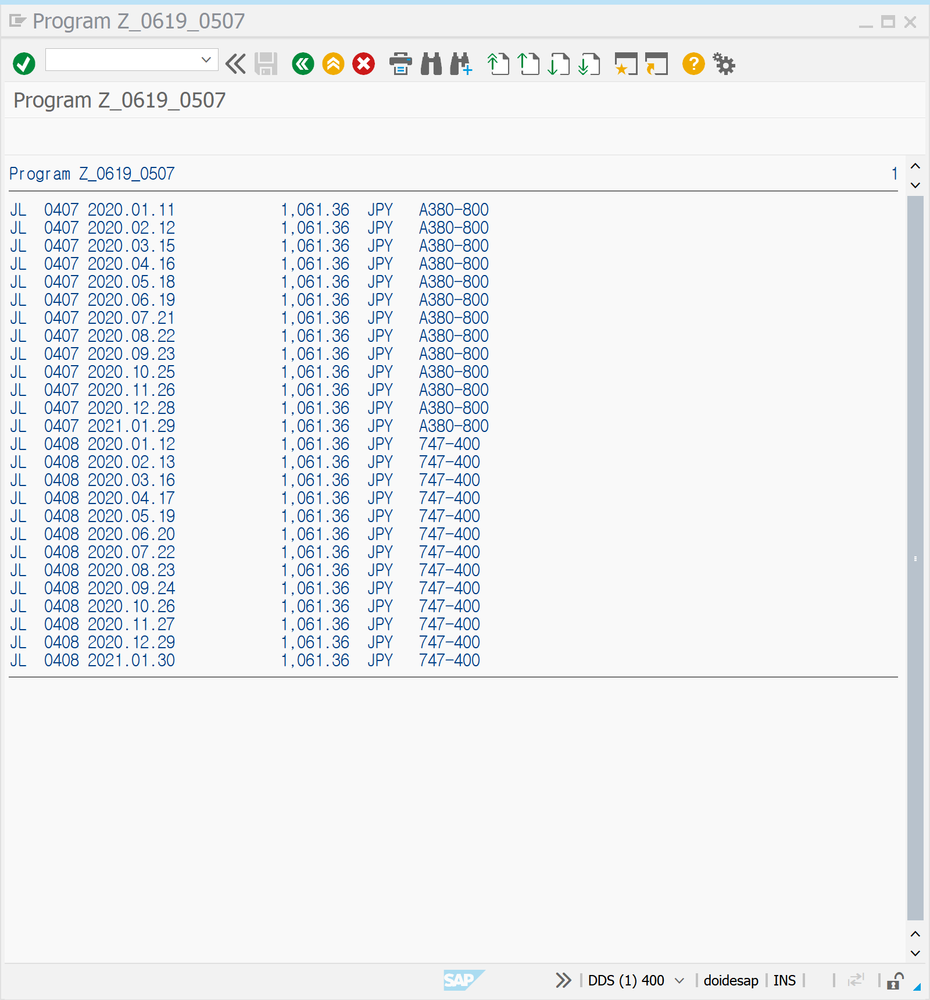 Program Z_0619_0507
Program Z_0619_0507
Program Z_0619_0507 1
JL 0407 2020.01.11 1,061.36 JPY A380-800
JL 0407 2020.02.12 1,061.36 JPY A380-800
JL 0407 2020.03.15 1,061.36 JPY A380-800
JL 0407 2020.04.16 1,061.36 JPY A380-800
JL 0407 2020.05.18 1,061.36 JPY A380-800
JL 0407 2020.06.19 1,061.36 JPY A380-800
JL 0407 2020.07.21 1,061.36 JPY A380-800
JL 0407 2020.08.22 1,061.36 JPY A380-800
JL 0407 2020.09.23 1,061.36 JPY A380-800
JL 0407 2020.10.25 1,061.36 JPY A380-800
JL 0407 2020.11.26 1,061.36 JPY A380-800
JL 0407 2020.12.28 1,061.36 JPY A380-800
JL 0407 2021.01.29 1,061.36 JPY A380-800
JL 0408 2020.01.12 1,061.36 JPY 747-400
JL 0408 2020.02.13 1,061.36 JPY 747-400
JL 0408 2020.03.16 1,061.36 JPY 747-400
JL 0408 2020.04.17 1,061.36 JPY 747-400
JL 0408 2020.05.19 1,061.36 JPY 747-400
JL 0408 2020.06.20 1,061.36 JPY 747-400
JL 0408 2020.07.22 1,061.36 JPY 747-400
JL 0408 2020.08.23 1,061.36 JPY 747-400
JL 0408 2020.09.24 1,061.36 JPY 747-400
JL 0408 2020.10.26 1,061.36 JPY 747-400
JL 0408 2020.11.27 1,061.36 JPY 747-400
JL 0408 2020.12.29 1,061.36 JPY 747-400
JL 0408 2021.01.30 1,061.36 JPY 747-400
SAP DDS (1) 400 doidesap INS